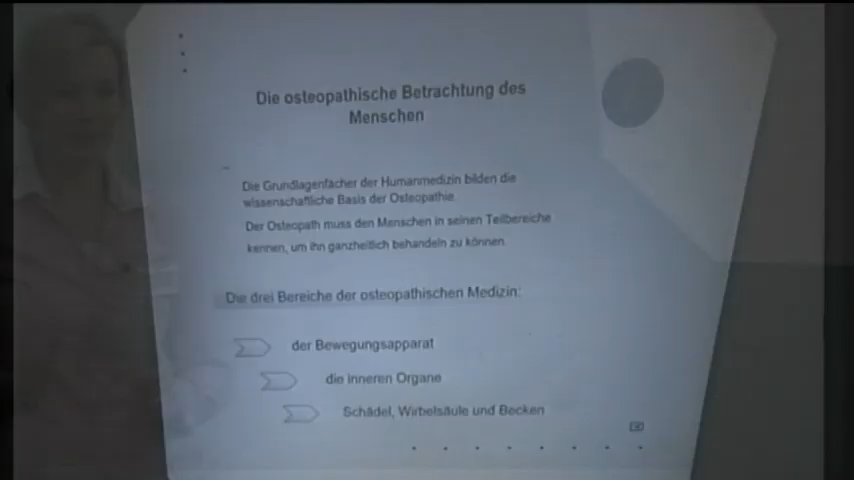 Die osteopathische Betrachtung des
Menschen
Die Grundlagenfächer der Humanmedizin bilden die
wissenschaftliche Basis der Osteopathie.
Der Osteopath muss den Menschen in seinen Teilbereiche
kennen, um ihn ganzheitlich behandeln zu können.
Die drei Bereiche der osteopathischen Medizin:
der Bewegungsapparat
die inneren Organe
Schädel, Wirbelsäule und Becken